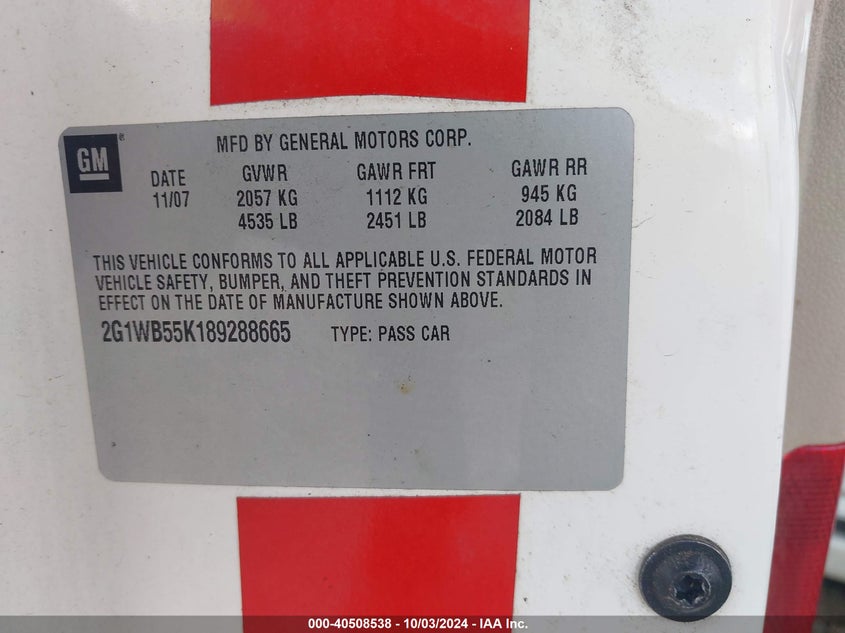 GM®
MFD BY GENERAL MOTORS CORP.
DATE GVWR GAWR FRT GAWR RR
11/07 2057 KG 1112 KG 945 KG
4535 LB 2451 LB 2084 LB
THIS VEHICLE CONFORMS TO ALL APPLICABLE U.S. FEDERAL MOTOR
VEHICLE SAFETY, BUMPER, AND THEFT PREVENTION STANDARDS IN
EFFECT ON THE DATE OF MANUFACTURE SHOWN ABOVE.
2G1WB55K189288665 TYPE: PASS CAR
000-40508538 - 10/03/2024 - IAA Inc.